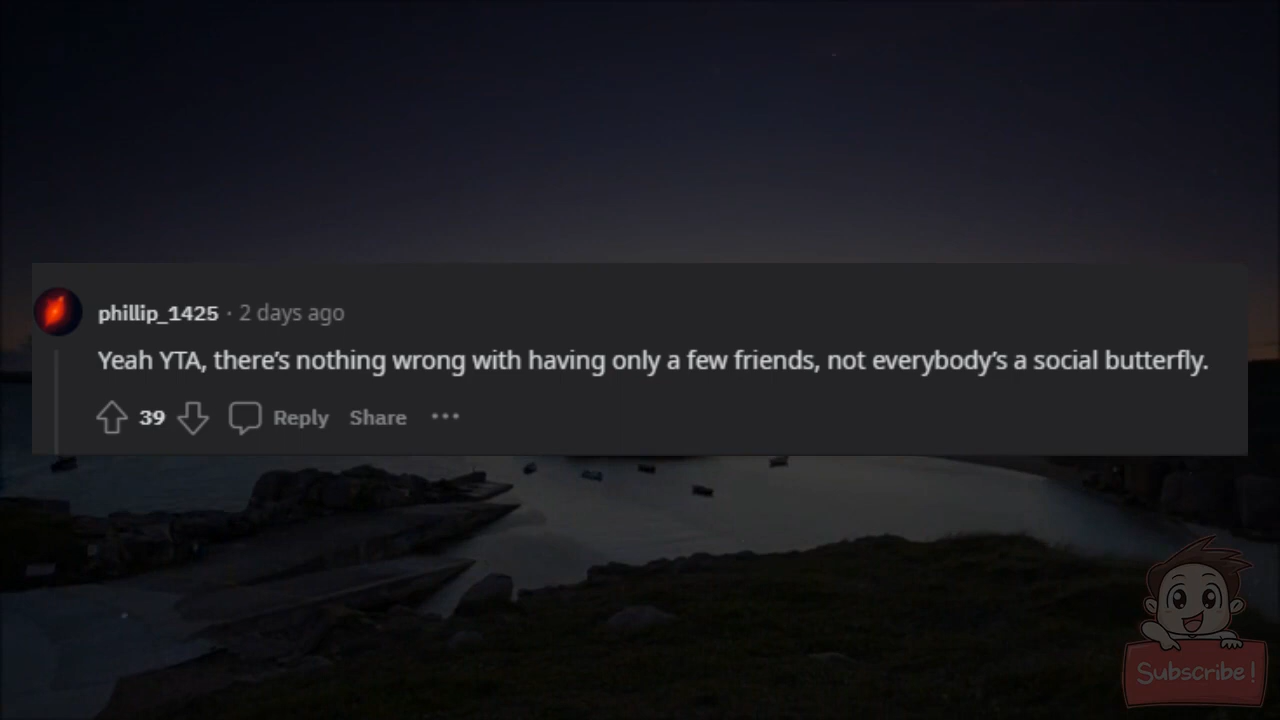 phillip_1425 · 2 days ago
Yeah YTA, there's nothing wrong with having only a few friends, not everybody's a social butterfly.
39 Reply Share ···
Subscribe!